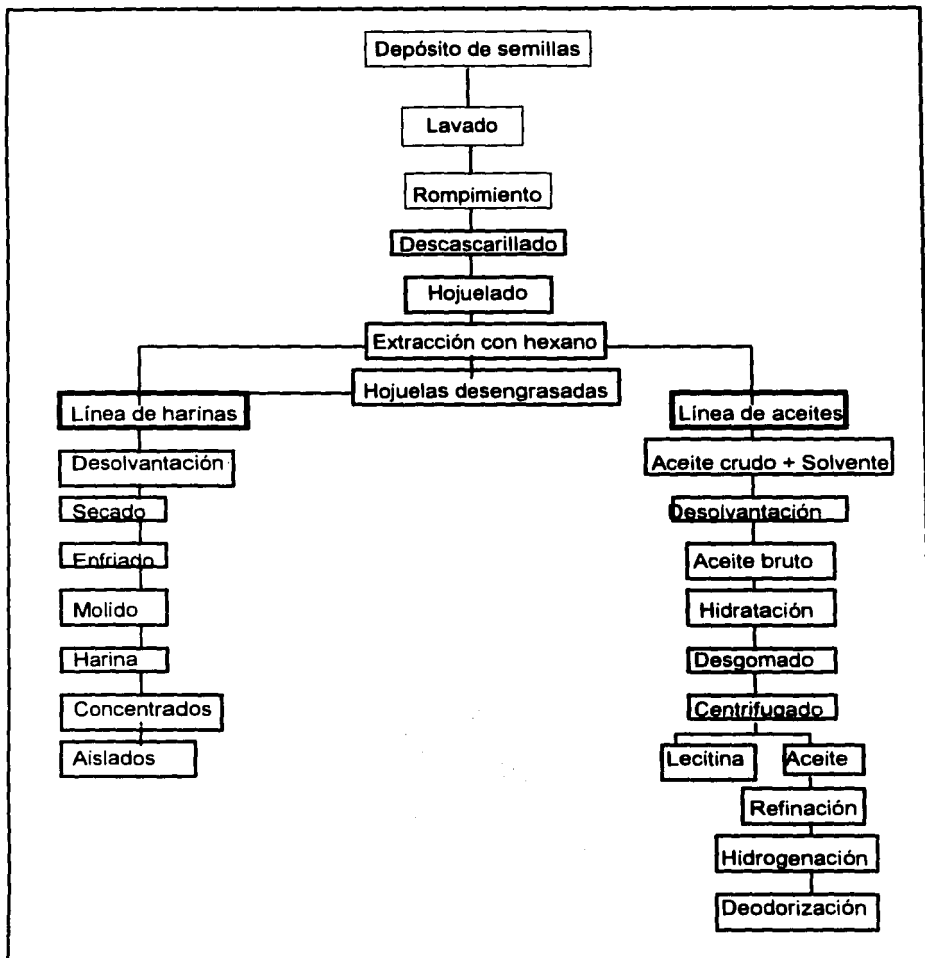 Depósito de semillas
Lavado
Rompimiento
Descascarillado
Hojuelado
Extracción con hexano
Hojuelas desengrasadas
Línea de harinas
Desolvantación
Secado
Enfriado
Molido
Harina
Concentrados
Aislados
Línea de aceites
Aceite crudo + Solvente
Desolvantación
Aceite bruto
Hidratación
Desgomado
Centrifugado
Lecitina
Aceite
Refinación
Hidrogenación
Deodorización